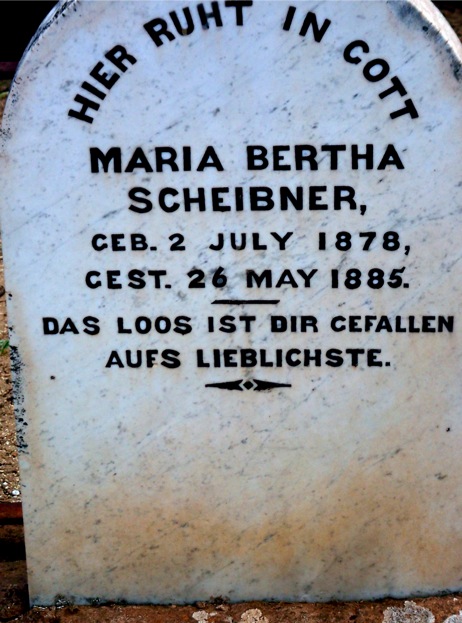 HIER RUHT IN GOTT
MARIA BERTHA
SCHEIBNER,
GEB. 2 JULY 1878,
GEST. 26 MAY 1885.
DAS LOOS IST DIR GEFALLEN
AUFS LIEBLICHSTE.